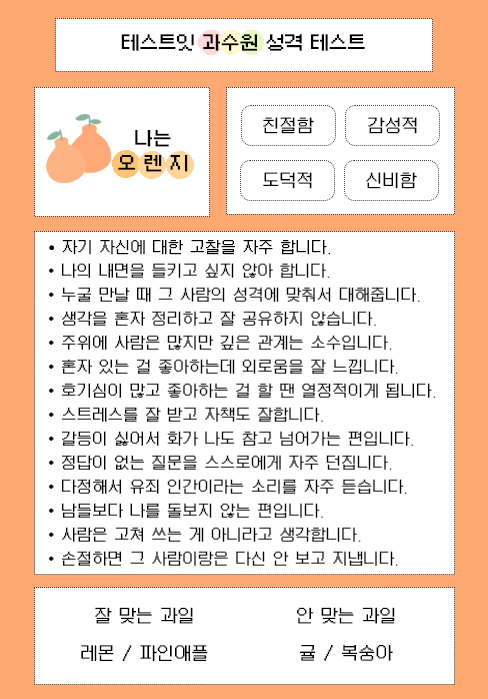 테스트잇 과수원 성격 테스트
나는
오렌지
친절함
감성적
도덕적
신비함
• 자기 자신에 대한 고찰을 자주 합니다.
• 나의 내면을 들키고 싶지 않아 합니다.
• 누굴 만날 때 그 사람의 성격에 맞춰서 대해줍니다.
• 생각을 혼자 정리하고 잘 공유하지 않습니다.
• 주위에 사람은 많지만 깊은 관계는 소수입니다.
• 혼자 있는 걸 좋아하는데 외로움을 잘 느낍니다.
• 호기심이 많고 좋아하는 걸 할 땐 열정적이게 됩니다.
• 스트레스를 잘 받고 자책도 잘합니다.
• 갈등이 싫어서 화가 나도 참고 넘어가는 편입니다.
• 정답이 없는 질문을 스스로에게 자주 던집니다.
• 다정해서 유죄 인간이라는 소리를 자주 듣습니다.
• 남들보다 나를 돌보지 않는 편입니다.
• 사람은 고쳐 쓰는 게 아니라고 생각합니다.
• 손절하면 그 사람이랑은 다신 안 보고 지냅니다.
잘 맞는 과일
레몬 / 파인애플
안 맞는 과일
귤 / 복숭아